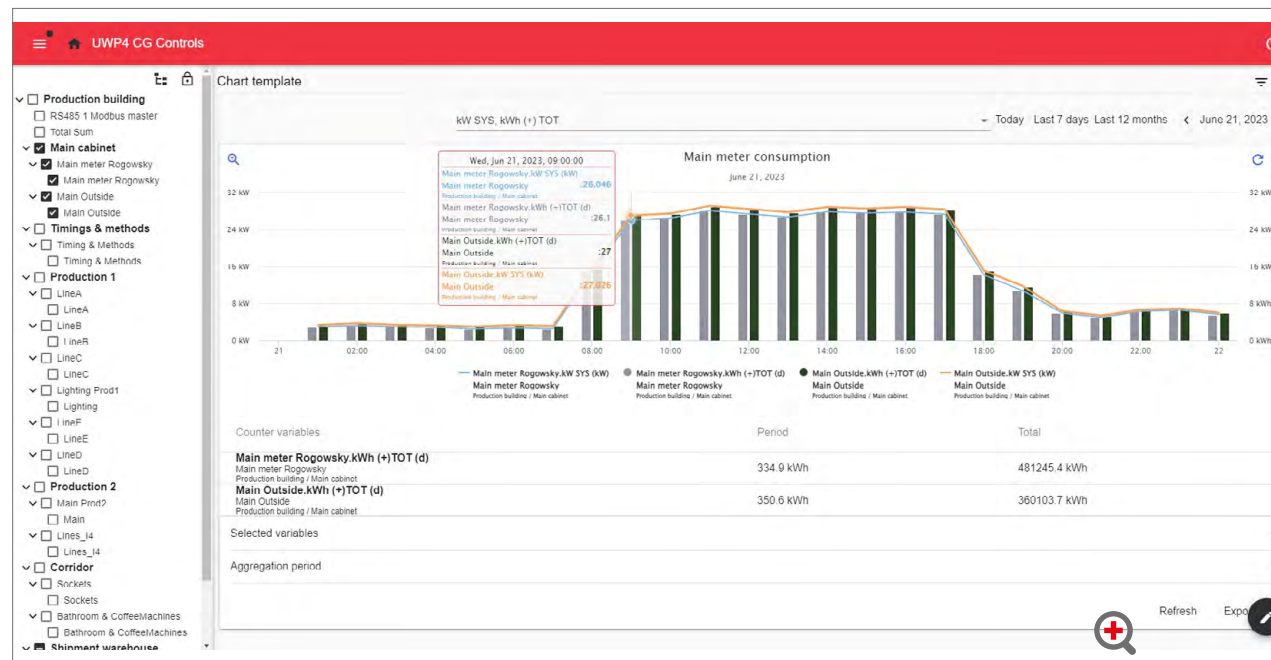 UWP4 CG Controls
Production building
RS485 1 Modbus master
Total Sum
Main cabinet
Main meter Rogowsky
Main meter Rogowsky
Main Outside
Main Outside
Timings & methods
Timing & Methods
Timing & Methods
Production 1
LineA
LineA
LineB
LineB
LineC
LineC
Lighting Prod1
Lighting
LineE
LineE
LineD
LineD
Production 2
Main Prod2
Main
Lines_I4
Lines_I4
Corridor
Sockets
Sockets
Bathroom & CoffeeMachines
Bathroom & CoffeeMachines
Shipment warehouse
Chart template
kW SYS, kWh (+) TOT
Today Last 7 days Last 12 months June 21, 2023
Main meter consumption
June 21, 2023
Wed, Jun 21, 2023, 09:00:00
Main meter Rogowsky.kW SYS (kW)
Main meter Rogowsky :26.046
Production building / Main cabinet
Main meter Rogowsky.kWh (+)TOT (d)
Main meter Rogowsky :26.1
Production building / Main cabinet
Main Outside.kWh (+)TOT (d)
Main Outside :27
Production building / Main cabinet
Main Outside.kW SYS (kW)
Main Outside :27.026
Production building / Main cabinet
32 kW
24 kW
16 kW
8 kW
0 kW
32 kW
24 kW
16 kW
8 kWh
0 kWh
21 02:00 04:00 06:00 08:00 10:00 12:00 14:00 16:00 18:00 20:00 22:00 22
Main meter Rogowsky.kW SYS (kW)
Main meter Rogowsky
Production building / Main cabinet
Main meter Rogowsky.kWh (+)TOT (d)
Main meter Rogowsky
Production building / Main cabinet
Main Outside.kWh (+)TOT (d)
Main Outside
Production building / Main cabinet
Main Outside.kW SYS (kW)
Main Outside
Production building / Main cabinet
Counter variables Period Total
Main meter Rogowsky.kWh (+)TOT (d)
Main meter Rogowsky 334.9 kWh 481245.4 kWh
Production building / Main cabinet
Main Outside.kWh (+)TOT (d)
Main Outside 350.6 kWh 360103.7 kWh
Production building / Main cabinet
Selected variables
Aggregation period
Refresh Expo